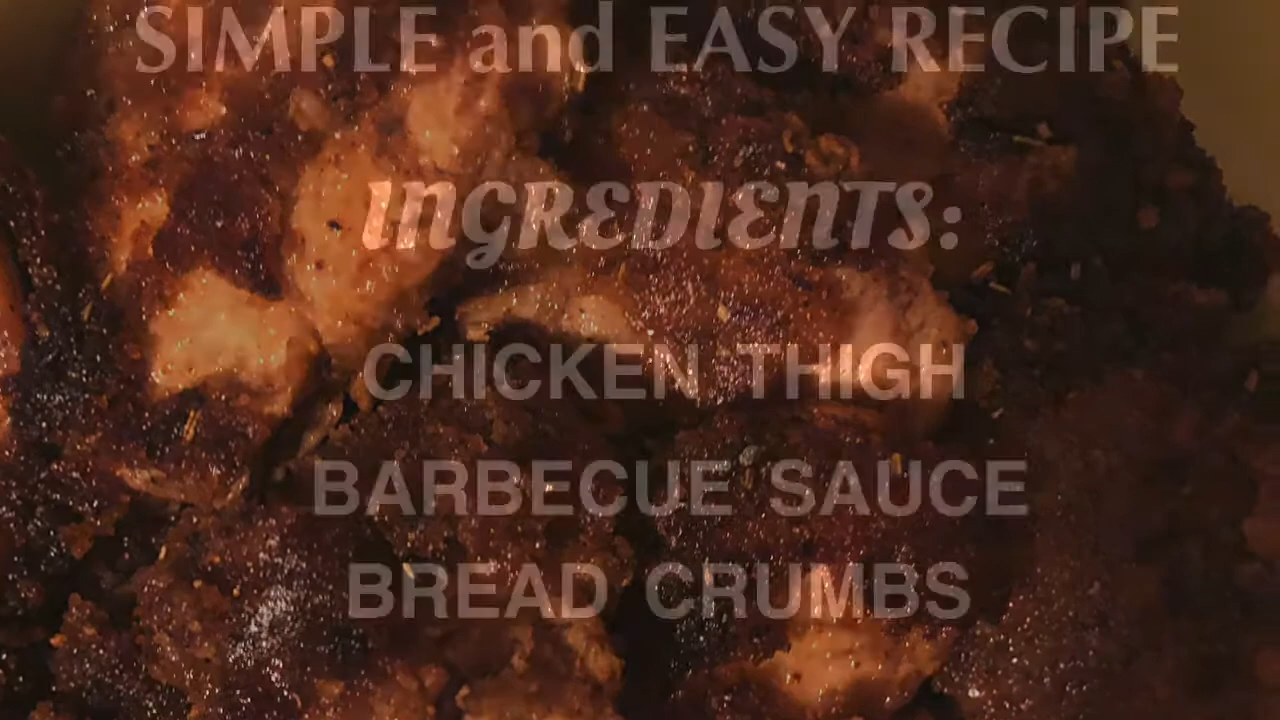 SIMPLE and EASY RECIPE
INGREDIENTS:
CHICKEN THIGH
BARBECUE SAUCE
BREAD CRUMBS